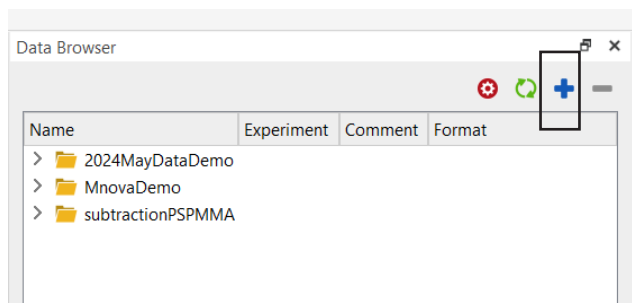 Data Browser
Name Experiment Comment Format
2024MayDataDemo
MnovaDemo
subtractionPSPMMA